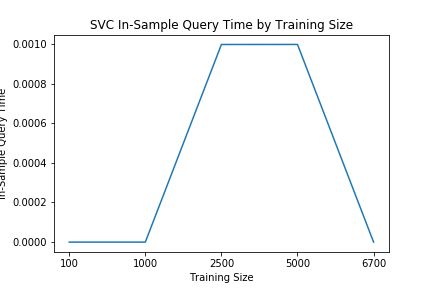 SVC In-Sample Query Time by Training Size
In-Sample Query Time
0.0010
0.0008
0.0006
0.0004
0.0002
0.0000
100 1000 2500 5000 6700
Training Size